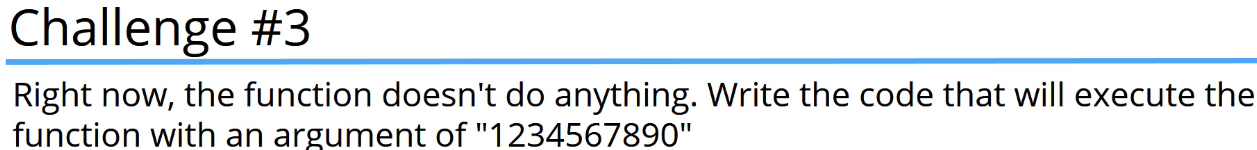 Challenge #3
Right now, the function doesn't do anything. Write the code that will execute the
function with an argument of "1234567890"